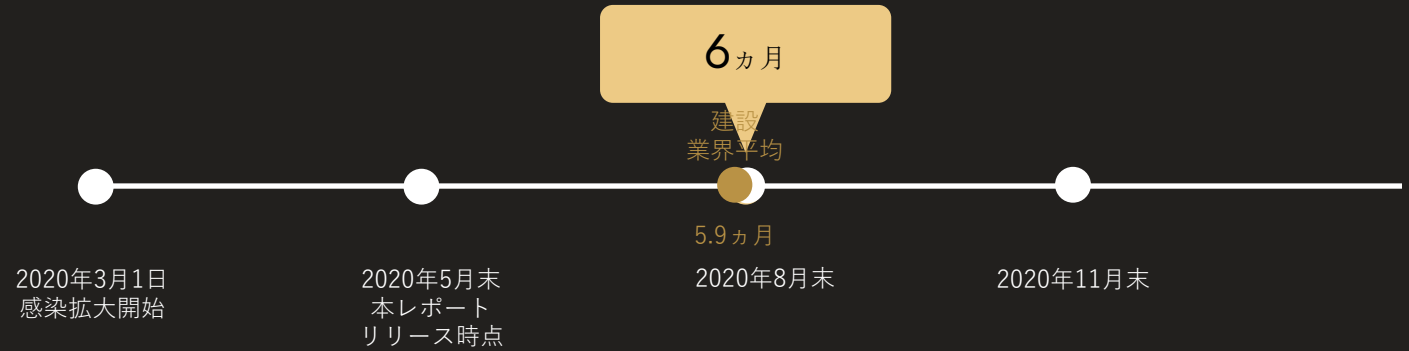 6ヵ月
建設
業界平均
5.9ヵ月
2020年3月1日
感染拡大開始
2020年5月末
本レポート
リリース時点
2020年8月末
2020年11月末